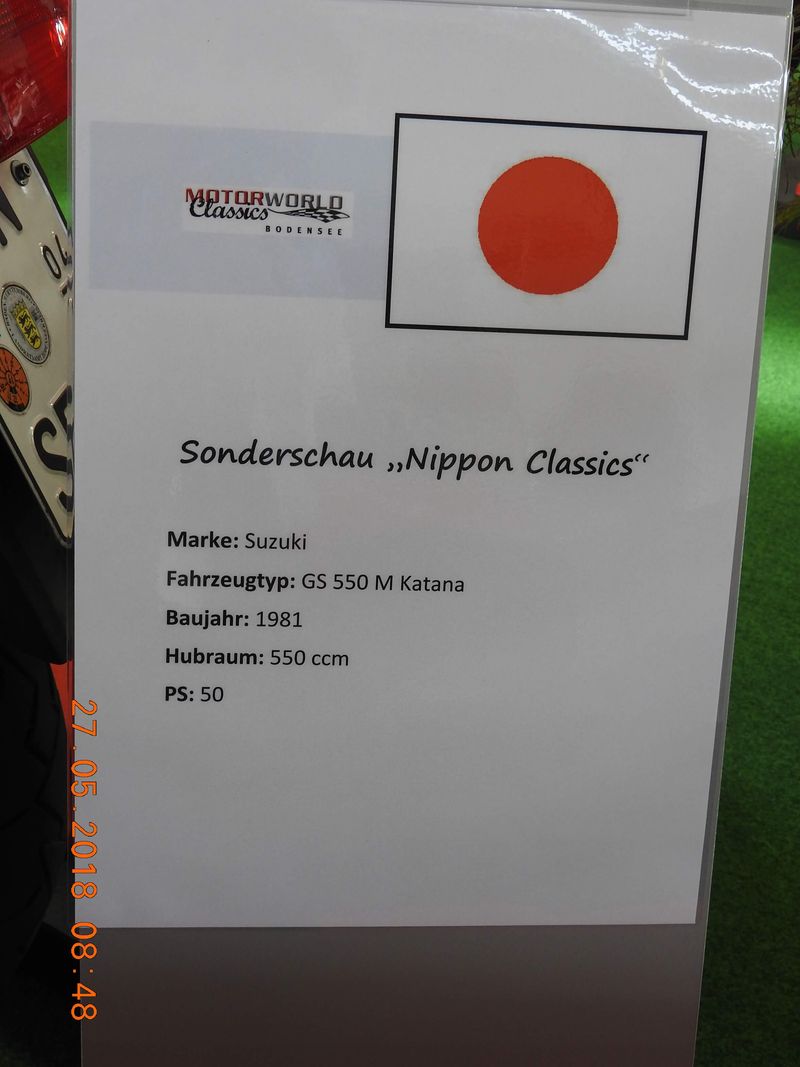 MOTORWORLD
Classics
BODENSEE
Sonderschau „Nippon Classics“
Marke: Suzuki
Fahrzeugtyp: GS 550 M Katana
Baujahr: 1981
Hubraum: 550 ccm
PS: 50
27.05.2018 08:48